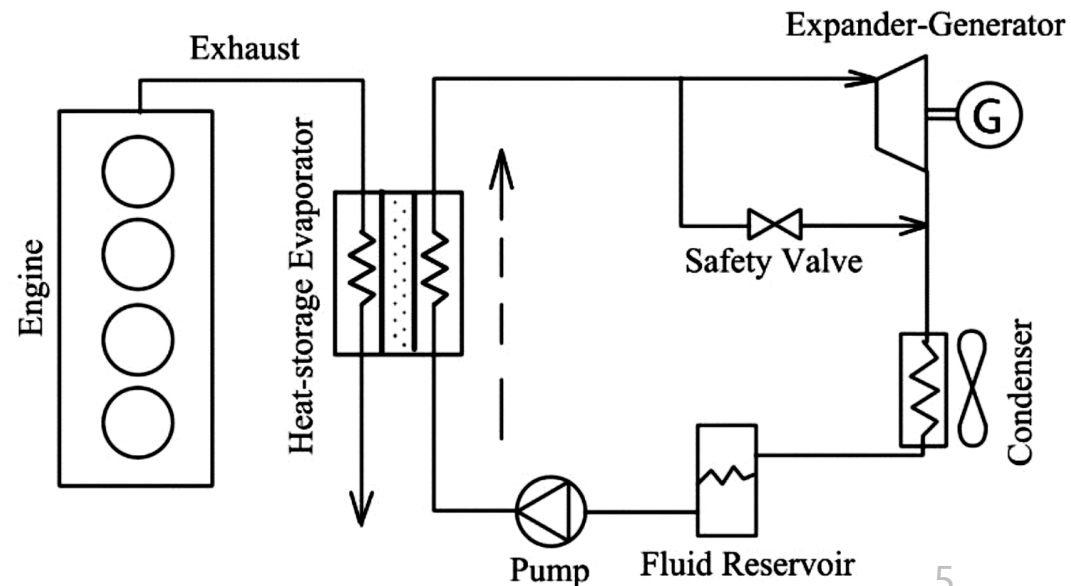 Expander-Generator
Exhaust
G
Heat-storage Evaporator
Engine
Safety Valve
Condenser
Pump
Fluid Reservoir
5